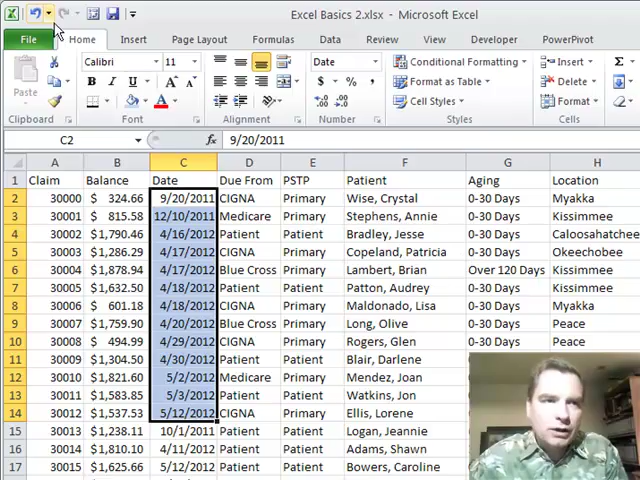 Excel Basics 2.xlsx - Microsoft Excel
File Home Insert Page Layout Formulas Data Review View Developer PowerPivot
Paste Calibri 11 Date Conditional Formatting Insert
B I U A A $ % , Format as Table Delete
A Cell Styles Format
Clipboard Font Alignment Number Styles Cells
C2 fx 9/20/2011
A B C D E F G H
1 Claim Balance Date Due From PSTP Patient Aging Location
2 30000 $ 324.66 9/20/2011 CIGNA Primary Wise, Crystal 0-30 Days Myakka
3 30001 $ 815.58 12/10/2011 Medicare Primary Stephens, Annie 0-30 Days Kissimmee
4 30002 $ 1,790.46 4/16/2012 Patient Patient Bradley, Jesse 0-30 Days Caloosahatchee
5 30003 $ 1,286.29 4/17/2012 CIGNA Primary Copeland, Patricia 0-30 Days Okeechobee
6 30004 $ 1,878.94 4/17/2012 Blue Cross Primary Lambert, Brian Over 120 Days Kissimmee
7 30005 $ 1,632.50 4/18/2012 Patient Patient Patton, Audrey 0-30 Days Kissimmee
8 30006 $ 601.18 4/18/2012 CIGNA Primary Maldonado, Lisa 0-30 Days Myakka
9 30007 $ 1,759.90 4/20/2012 Blue Cross Primary Long, Olive 0-30 Days Peace
10 30008 $ 494.99 4/29/2012 CIGNA Primary Rogers, Glen 0-30 Days Peace
11 30009 $ 1,304.50 4/30/2012 Patient Patient Blair, Darlene
12 30010 $ 1,821.60 5/2/2012 Medicare Primary Mendez, Joan
13 30011 $ 1,583.85 5/3/2012 Patient Patient Watkins, Jon
14 30012 $ 1,537.53 5/12/2012 CIGNA Primary Ellis, Lorene
15 30013 $ 1,238.11 10/1/2011 Patient Patient Logan, Jeannie
16 30014 $ 1,810.10 4/11/2012 Patient Patient Adams, Shawn
17 30015 $ 1,625.66 5/12/2012 Patient Patient Bowers, Caroline